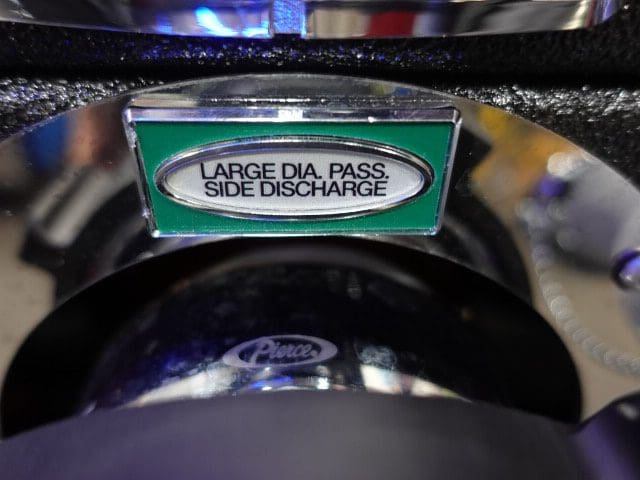 LARGE DIA. PASS.
SIDE DISCHARGE
Pierce